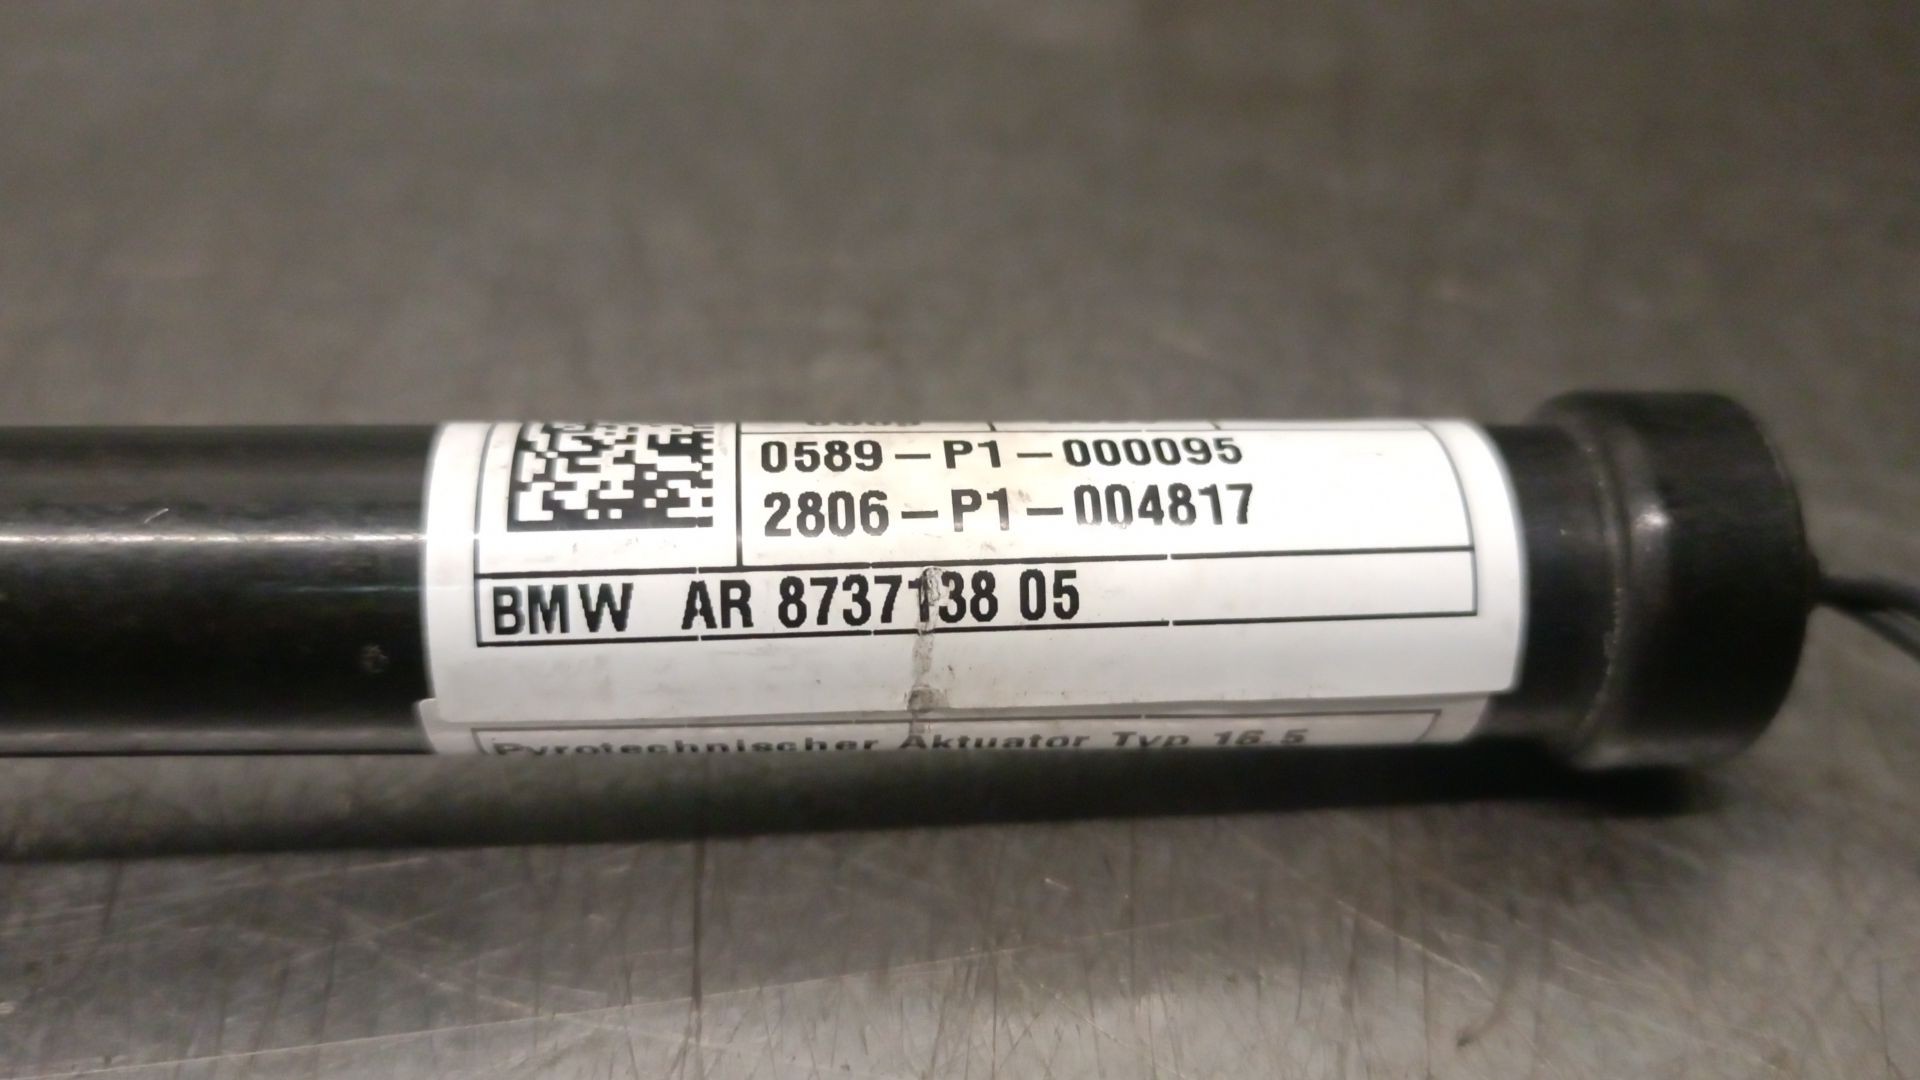 0589-P1-000095
2806-P1-004817
BMW AR 8737138 05
Pyrotechnischer Aktuator Typ 16.5